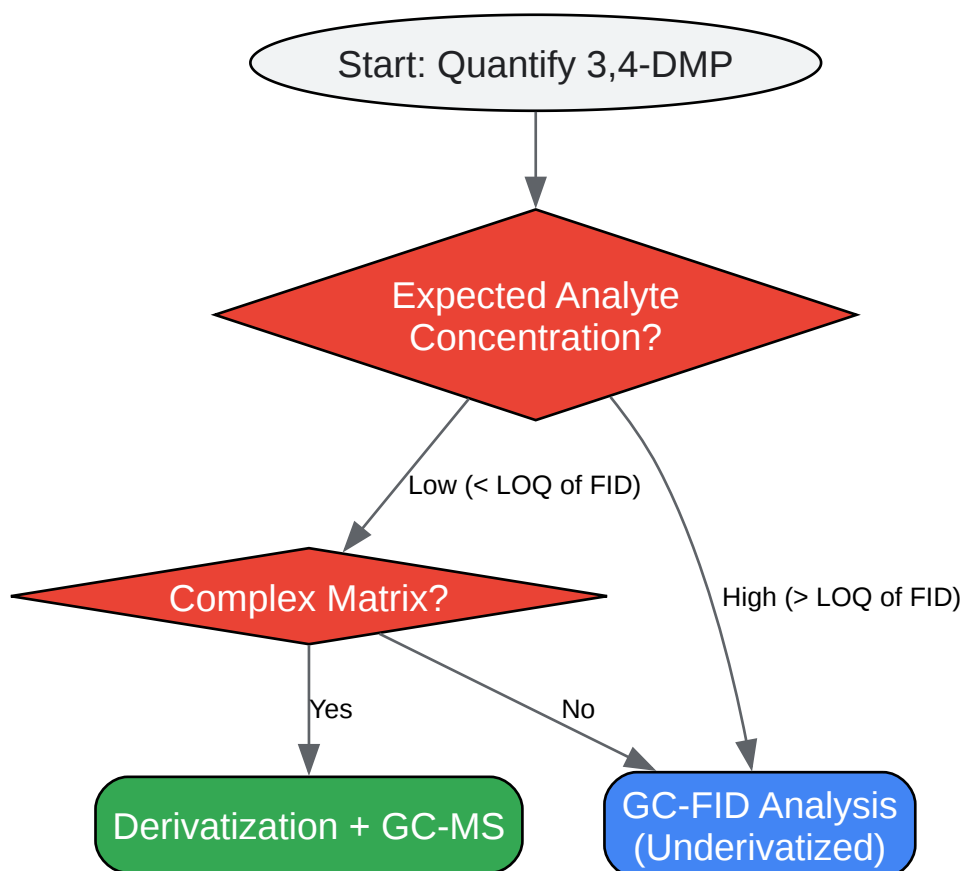 Start: Quantify 3,4-DMP
Expected Analyte
Concentration?
Low (< LOQ of FID)
Complex Matrix?
High (> LOQ of FID)
Yes
No
Derivatization + GC-MS
GC-FID Analysis
(Underivatized)